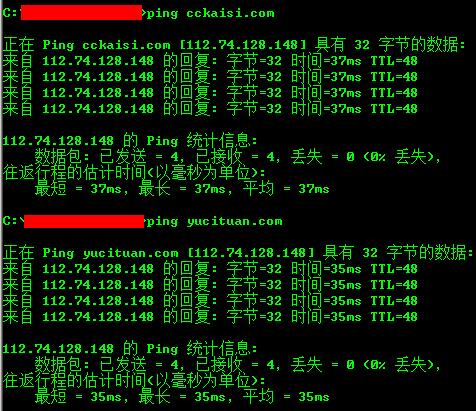 C:\>ping cckaisi.com
正在 Ping cckaisi.com [112.74.128.148] 具有 32 字节的数据:
来自 112.74.128.148 的回复: 字节=32 时间=37ms TTL=48
来自 112.74.128.148 的回复: 字节=32 时间=37ms TTL=48
来自 112.74.128.148 的回复: 字节=32 时间=37ms TTL=48
来自 112.74.128.148 的回复: 字节=32 时间=37ms TTL=48
112.74.128.148 的 Ping 统计信息:
数据包: 已发送 = 4, 已接收 = 4, 丢失 = 0 (0% 丢失),
往返行程的估计时间(以毫秒为单位):
最短 = 37ms, 最长 = 37ms, 平均 = 37ms
C:\>ping yucituan.com
正在 Ping yucituan.com [112.74.128.148] 具有 32 字节的数据:
来自 112.74.128.148 的回复: 字节=32 时间=35ms TTL=48
来自 112.74.128.148 的回复: 字节=32 时间=35ms TTL=48
来自 112.74.128.148 的回复: 字节=32 时间=35ms TTL=48
来自 112.74.128.148 的回复: 字节=32 时间=35ms TTL=48
112.74.128.148 的 Ping 统计信息:
数据包: 已发送 = 4, 已接收 = 4, 丢失 = 0 (0% 丢失),
往返行程的估计时间(以毫秒为单位):
最短 = 35ms, 最长 = 35ms, 平均 = 35ms